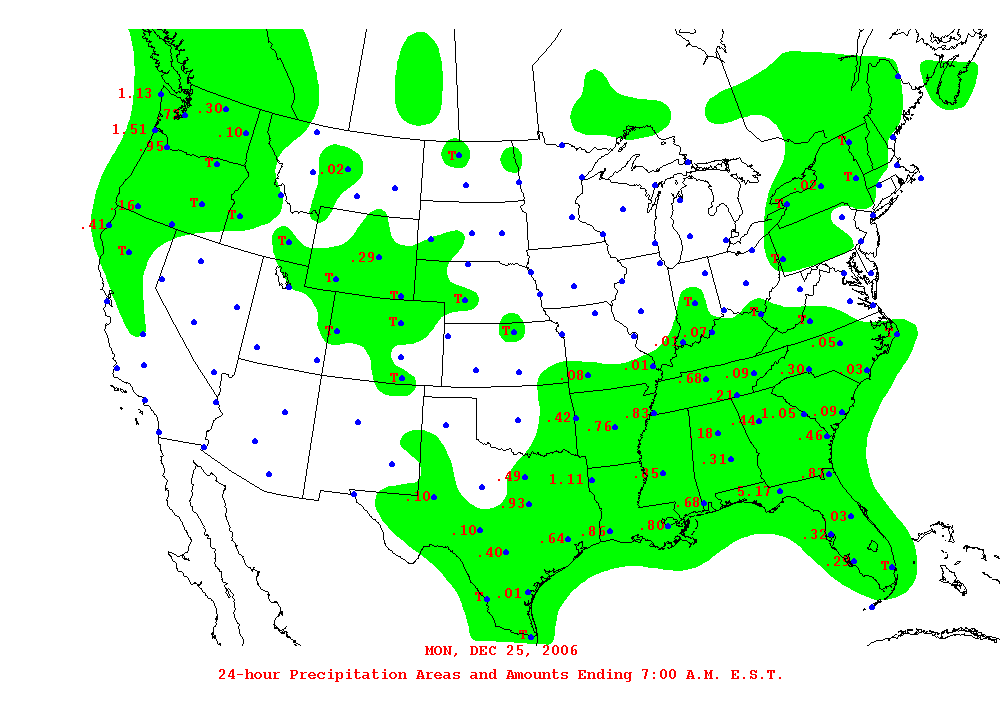 1.13
.30
1.51
.10
.95
T
T
.02
T
T
.02
.16
T
T
T
.41
T
T
.29
T
T
T
T
T
T
T
T
T
T
T
T
.07
.01
.05
.01
.08
.68
.09
.30
.03
.21
.42
.76
.83
.44
1.05
.09
.18
.46
.31
.49
1.11
.35
.87
.10
.93
.68
5.17
.03
.10
.64
.86
.80
.32
.40
T
T
.01
T
MON, DEC 25, 2006
24-hour Precipitation Areas and Amounts Ending 7:00 A.M. E.S.T.